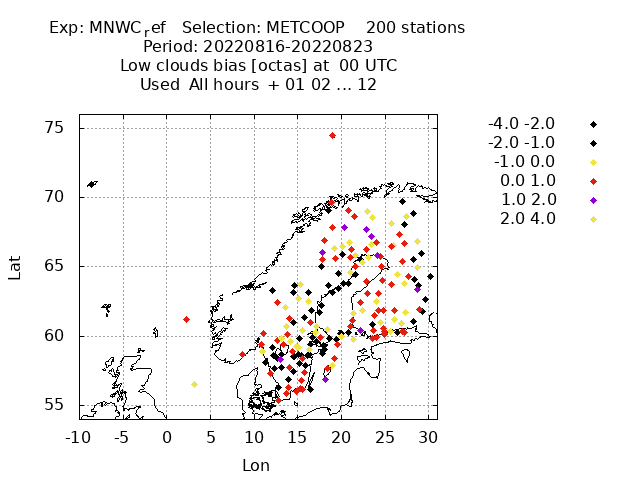 Exp: MNWCref Selection: METCOOP 200 stations
Period: 20220816-20220823
Low clouds bias [octas] at 00 UTC
Used All hours + 01 02 ... 12
-4.0 -2.0
-2.0 -1.0
-1.0 0.0
0.0 1.0
1.0 2.0
2.0 4.0
75
70
65
60
55
Lat
-10 -5 0 5 10 15 20 25 30
Lon